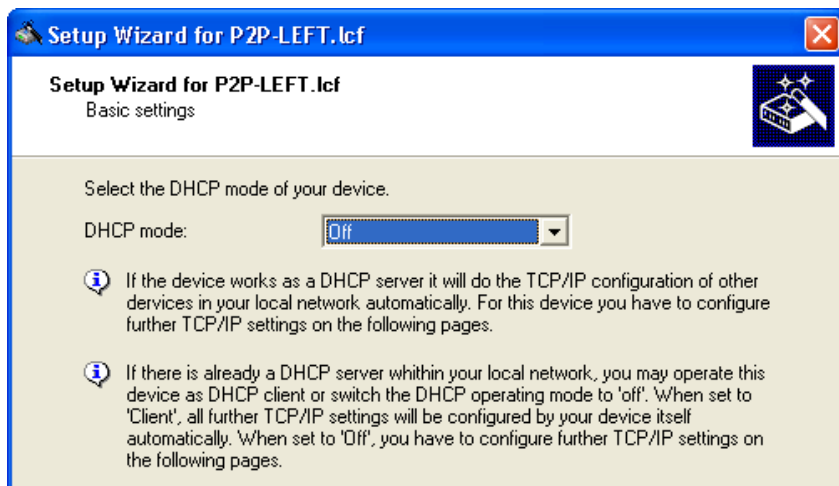 Setup Wizard for P2P-LEFT.lcf
Setup Wizard for P2P-LEFT.lcf
Basic settings
Select the DHCP mode of your device.
DHCP mode: Off
If the device works as a DHCP server it will do the TCP/IP configuration of other
dervices in your local network automatically. For this device you have to configure
further TCP/IP settings on the following pages.
If there is already a DHCP server whithin your local network, you may operate this
device as DHCP client or switch the DHCP operating mode to 'off'. When set to
'Client', all further TCP/IP settings will be configured by your device itself
automatically. When set to 'Off', you have to configure further TCP/IP settings on
the following pages.